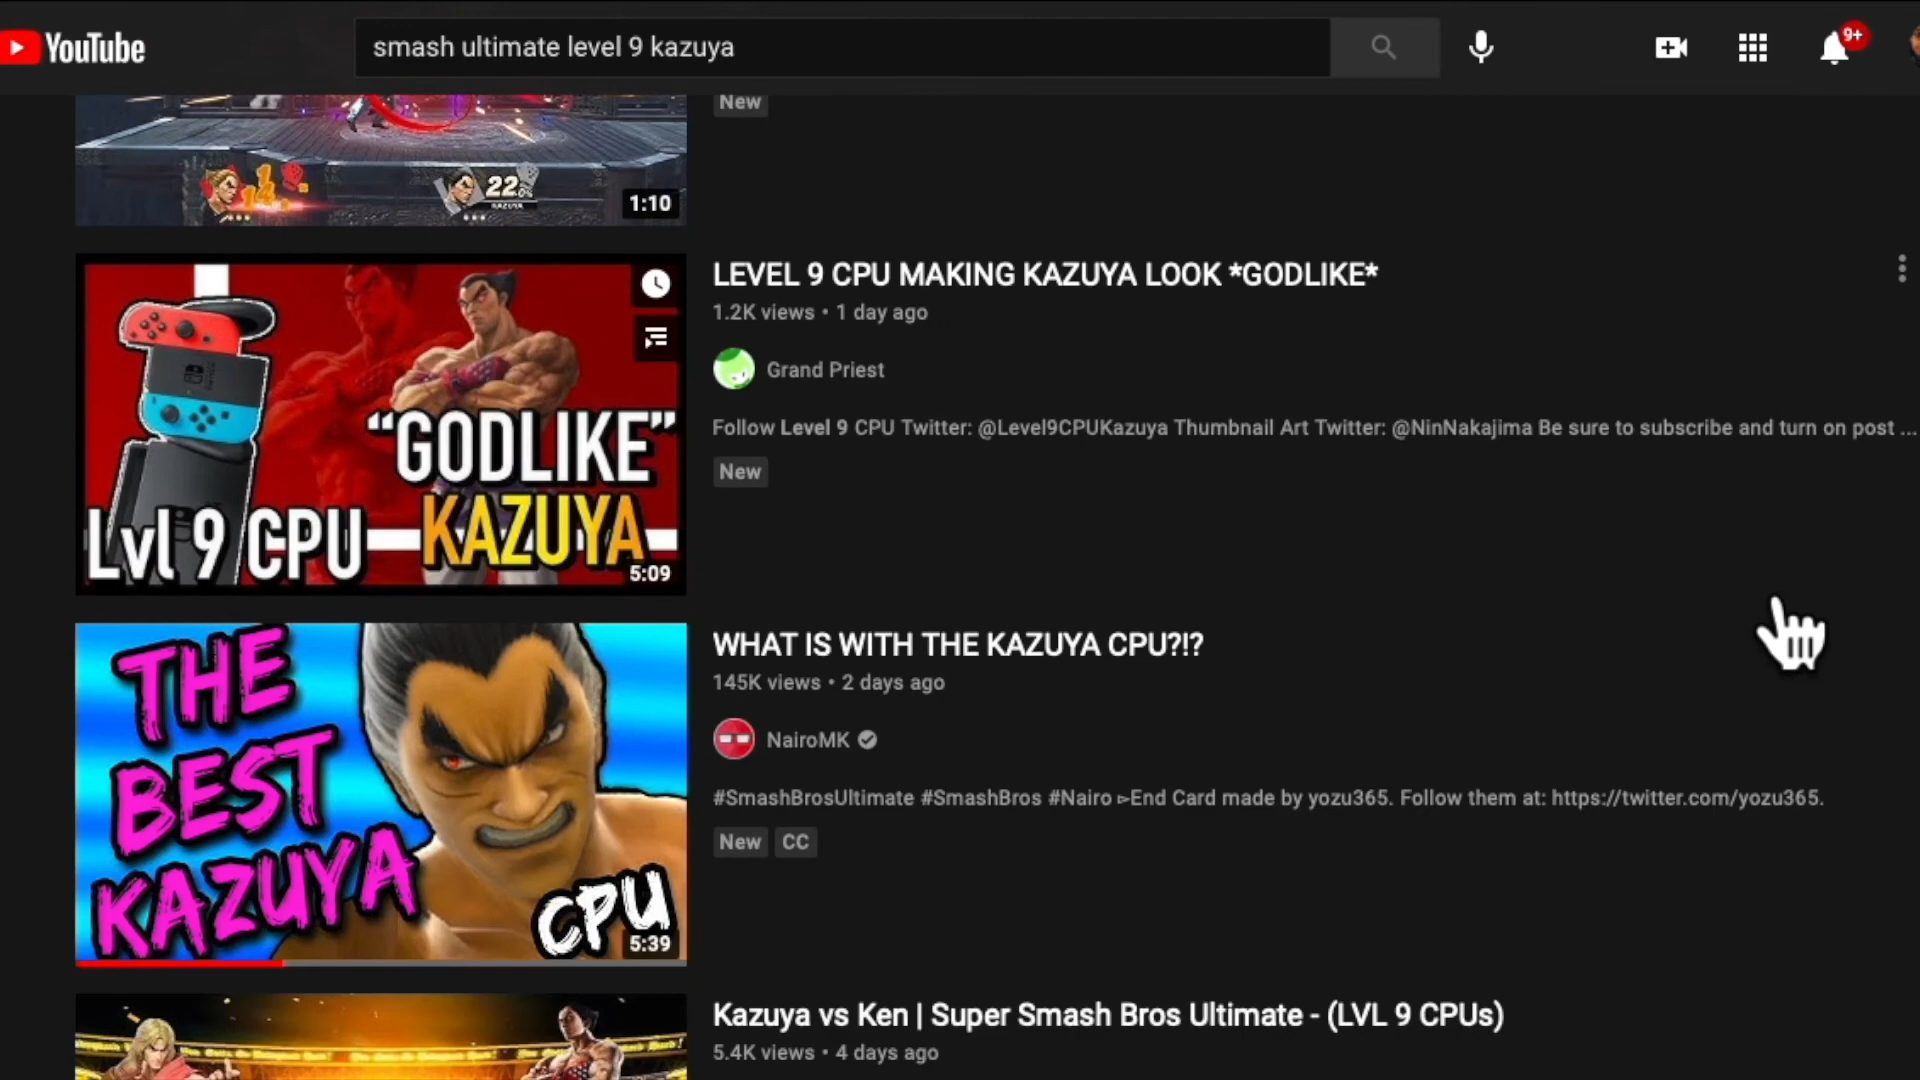 YouTube
smash ultimate level 9 kazuya
9+
New
22
KAZUYA
1:10
LEVEL 9 CPU MAKING KAZUYA LOOK *GODLIKE*
1.2K views • 1 day ago
Grand Priest
Follow Level 9 CPU Twitter: @Level9CPUKazuya Thumbnail Art Twitter: @NinNakajima Be sure to subscribe and turn on post ...
New
“GODLIKE”
Lvl 9 CPU
KAZUYA
5:09
WHAT IS WITH THE KAZUYA CPU?!?
145K views • 2 days ago
NairoMK
#SmashBrosUltimate #SmashBros #Nairo ▻End Card made by yozu365. Follow them at: https://twitter.com/yozu365.
New CC
THE
BEST
KAZUYA
CPU
5:39
Kazuya vs Ken | Super Smash Bros Ultimate - (LVL 9 CPUs)
5.4K views • 4 days ago